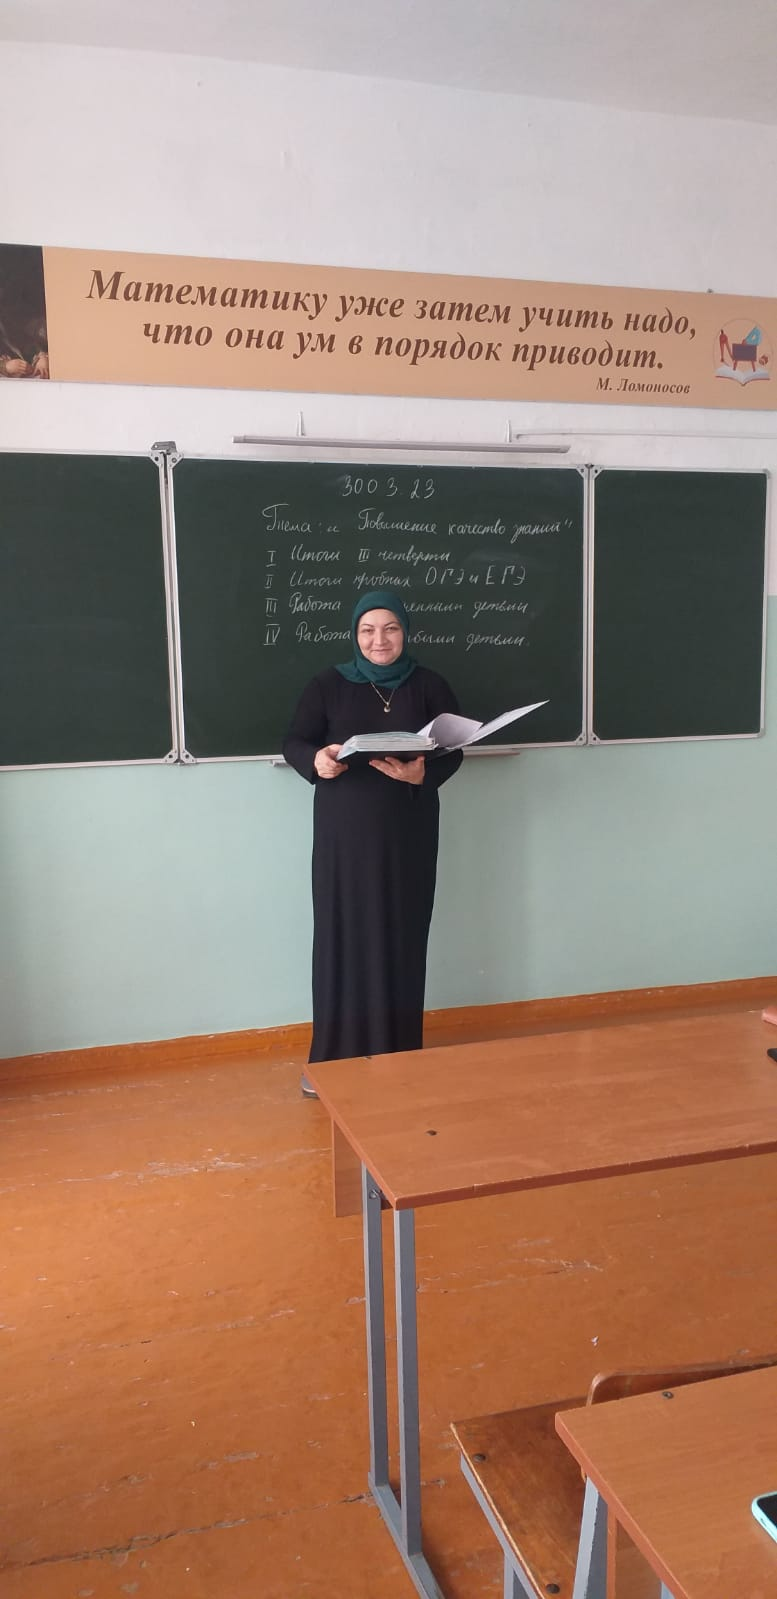 Математику уже затем учить надо,
что она ум в порядок приводит.
М. Ломоносов
30 03. 23
Тема: " Повышение качество знаний"
I Итоги III четверти
II Итоги пробных ОГЭ и ЕГЭ
III Работа детьми
IV Работа детьми.